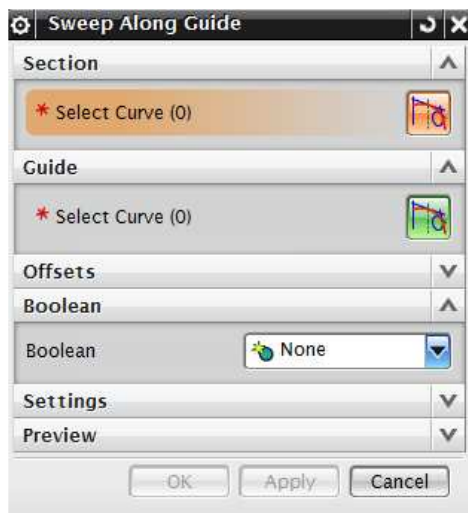 Sweep Along Guide
Section
* Select Curve (0)
Guide
* Select Curve (0)
Offsets
Boolean
Boolean None
Settings
Preview
OK Apply Cancel